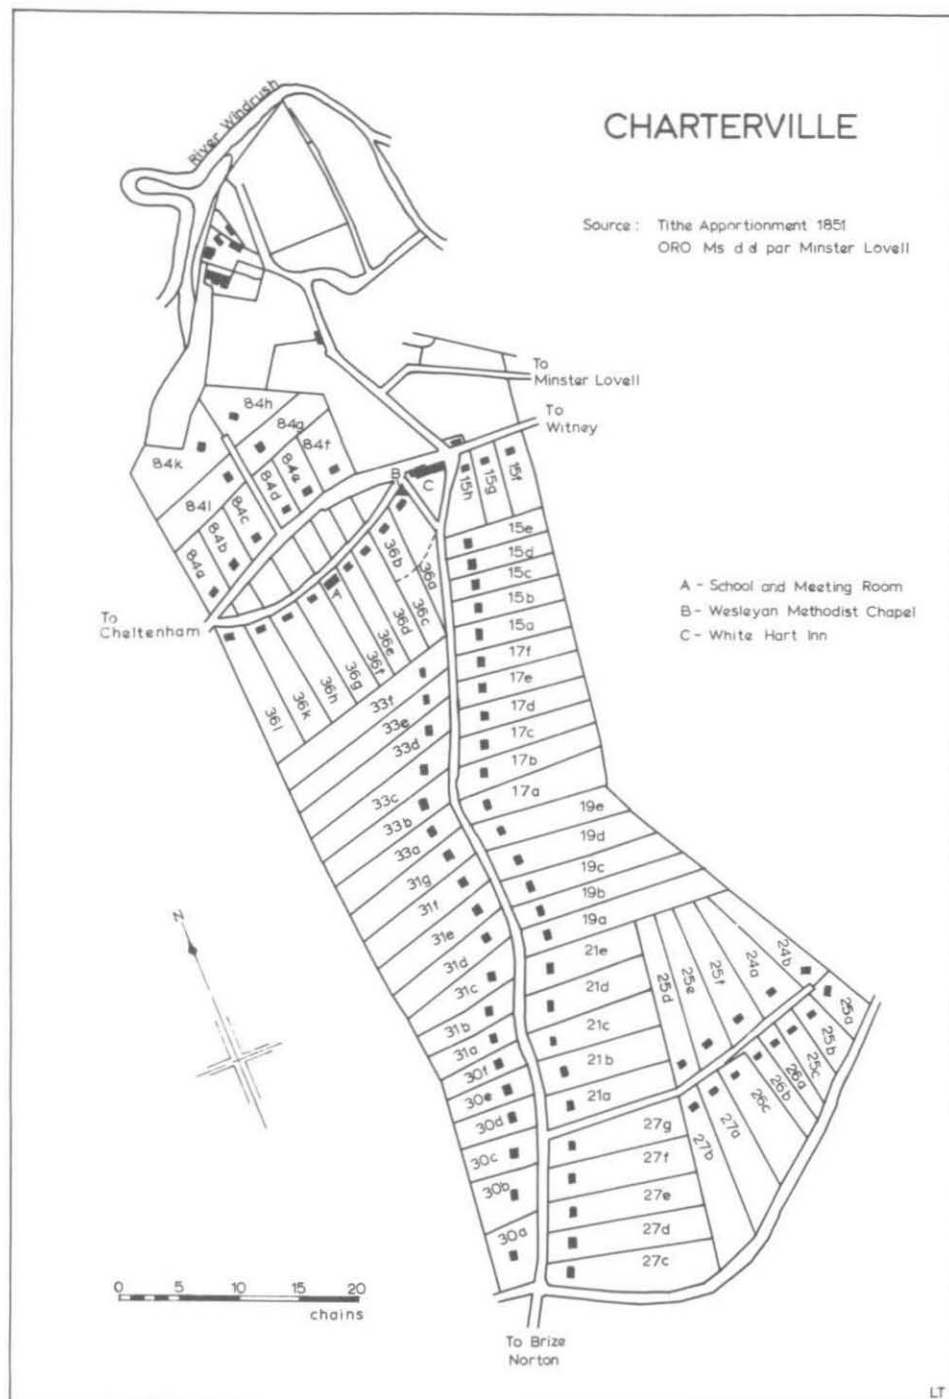 CHARTERVILLE
River Windrush
Source : Tithe Apportionment 1851
ORO Ms d d par Minster Lovell
To
Minster Lovell
To
Witney
84h
84g
84f
84k
84e
84d
84l
84c
84b
84a
B
C
15h
15g
15f
15e
15d
15c
15b
15a
36b
36a
A
A - School and Meeting Room
B - Wesleyan Methodist Chapel
C - White Hart Inn
To
Cheltenham
36c
36d
36e
36f
36g
36h
36k
36l
17f
17e
17d
17c
17b
17a
33f
33e
33d
33c
33b
33a
19e
19d
19c
19b
19a
31g
31f
31e
31d
31c
31b
31a
21e
21d
21c
21b
21a
25d
25e
25f
24a
24b
25a
25b
25c
26a
26b
26c
27a
27b
N
30f
30e
30d
30c
30b
30a
27g
27f
27e
27d
27c
0 5 10 15 20
chains
To Brize
Norton
LT